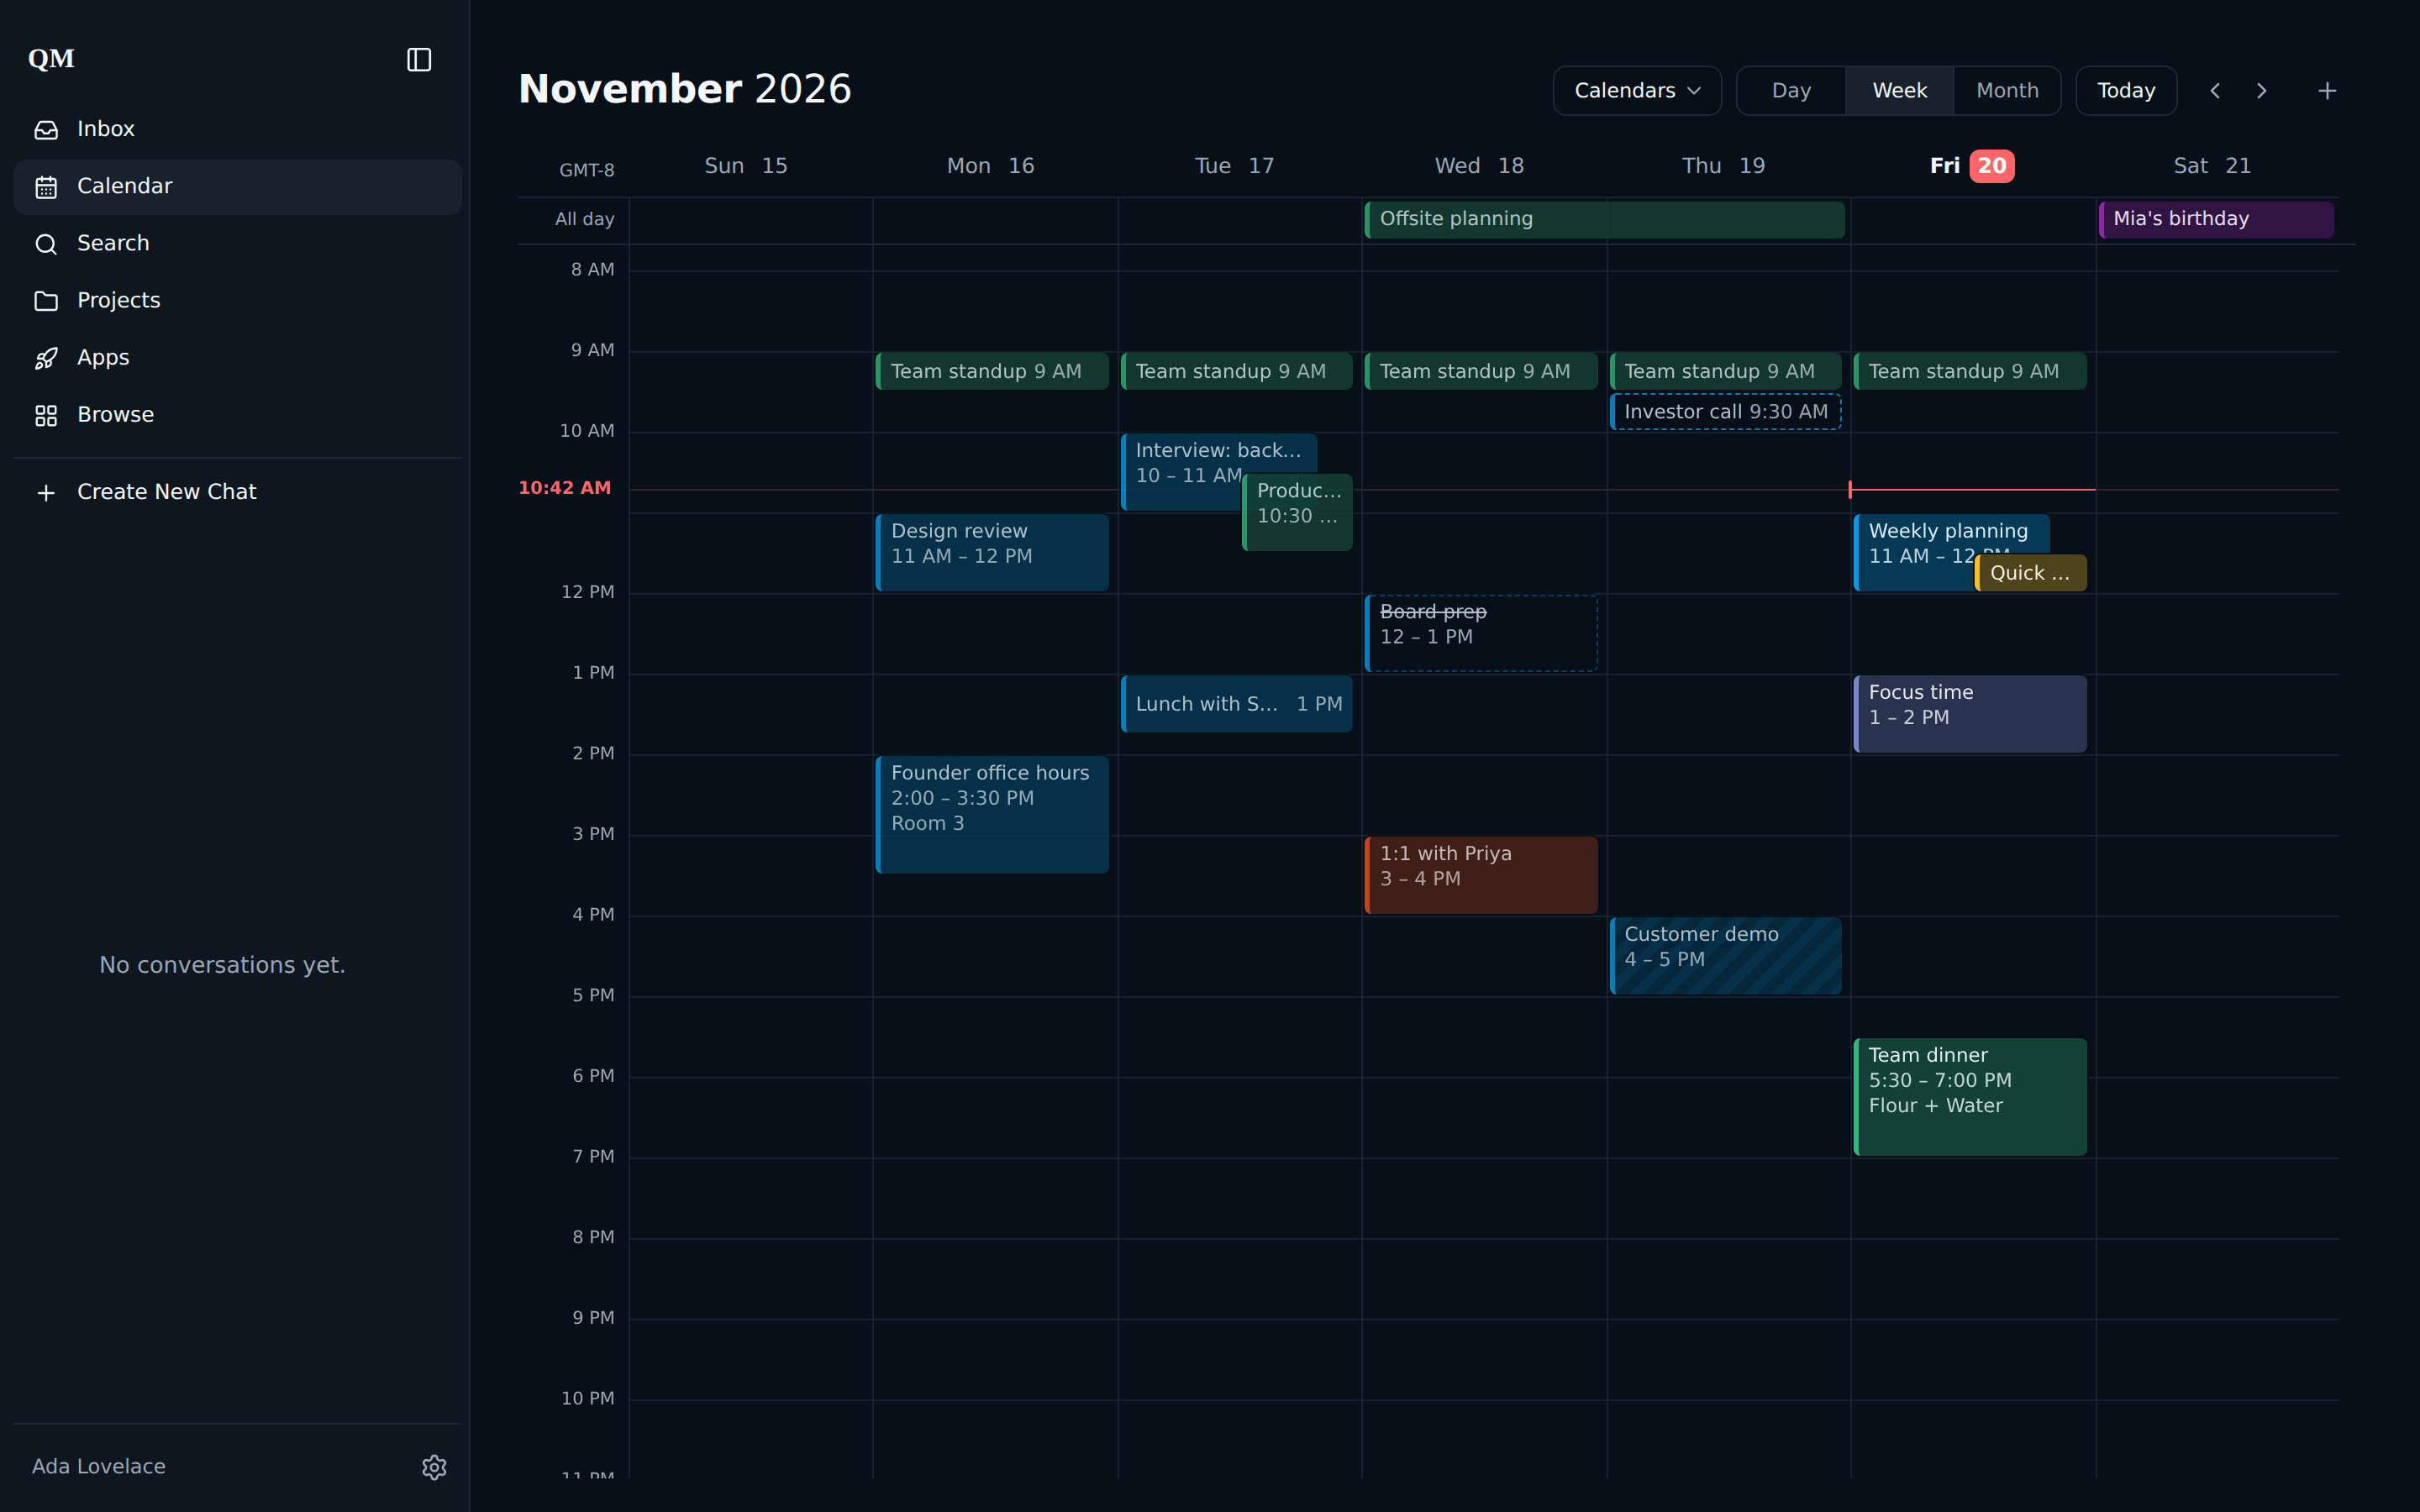 QM
Inbox
Calendar
Search
Projects
Apps
Browse
Create New Chat
No conversations yet.
Ada Lovelace
November 2026
Calendars
Day
Week
Month
Today
GMT-8
Sun 15
Mon 16
Tue 17
Wed 18
Thu 19
Fri 20
Sat 21
All day
Offsite planning
Mia's birthday
8 AM
9 AM
Team standup 9 AM
Team standup 9 AM
Team standup 9 AM
Team standup 9 AM
Team standup 9 AM
Investor call 9:30 AM
10 AM
Interview: back…
10 – 11 AM
10:42 AM
Produc…
10:30 …
Design review
11 AM – 12 PM
Weekly planning
11 AM – 12 PM
Quick …
12 PM
Board prep
12 – 1 PM
1 PM
Lunch with S… 1 PM
Focus time
1 – 2 PM
2 PM
Founder office hours
2:00 – 3:30 PM
Room 3
3 PM
1:1 with Priya
3 – 4 PM
4 PM
Customer demo
4 – 5 PM
5 PM
Team dinner
5:30 – 7:00 PM
Flour + Water
6 PM
7 PM
8 PM
9 PM
10 PM
11 PM